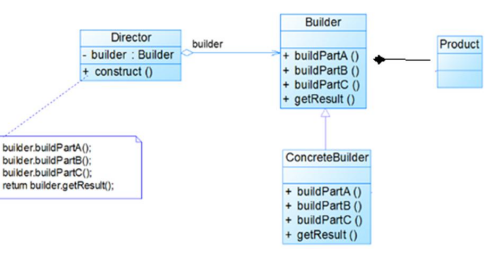 Director
- builder : Builder
+ construct ()
builder
Builder
+ buildPartA ()
+ buildPartB ()
+ buildPartC ()
+ getResult ()
Product
builder.buildPartA();
builder.buildPartB();
builder.buildPartC();
return builder.getResult();
ConcreteBuilder
+ buildPartA ()
+ buildPartB ()
+ buildPartC ()
+ getResult ()